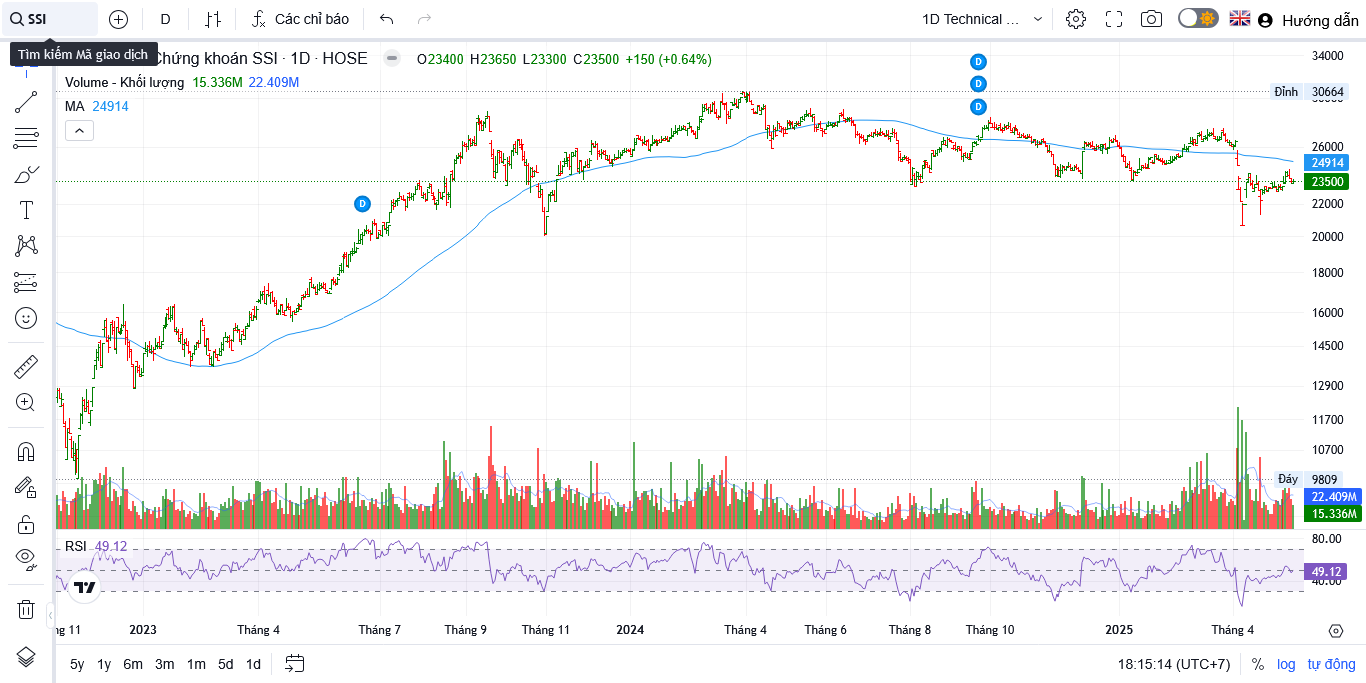 SSI
D
Các chỉ báo
1D Technical ...
Hướng dẫn
Tìm kiếm Mã giao dịch
Chứng khoán SSI · 1D · HOSE
O23400 H23650 L23300 C23500 +150 (+0.64%)
Volume - Khối lượng 15.336M 22.409M
MA 24914
D
D
D
D
34000
Đỉnh 30664
26000
24914
23500
22000
20000
18000
16000
14500
12900
11700
10700
Đáy 9809
22.409M
15.336M
RSI 49.12
80.00
49.12
40.00
ng 11 2023 Tháng 4 Tháng 7 Tháng 9 Tháng 11 2024 Tháng 4 Tháng 6 Tháng 8 Tháng 10 2025 Tháng 4
5y 1y 6m 3m 1m 5d 1d
18:15:14 (UTC+7) % log tự động